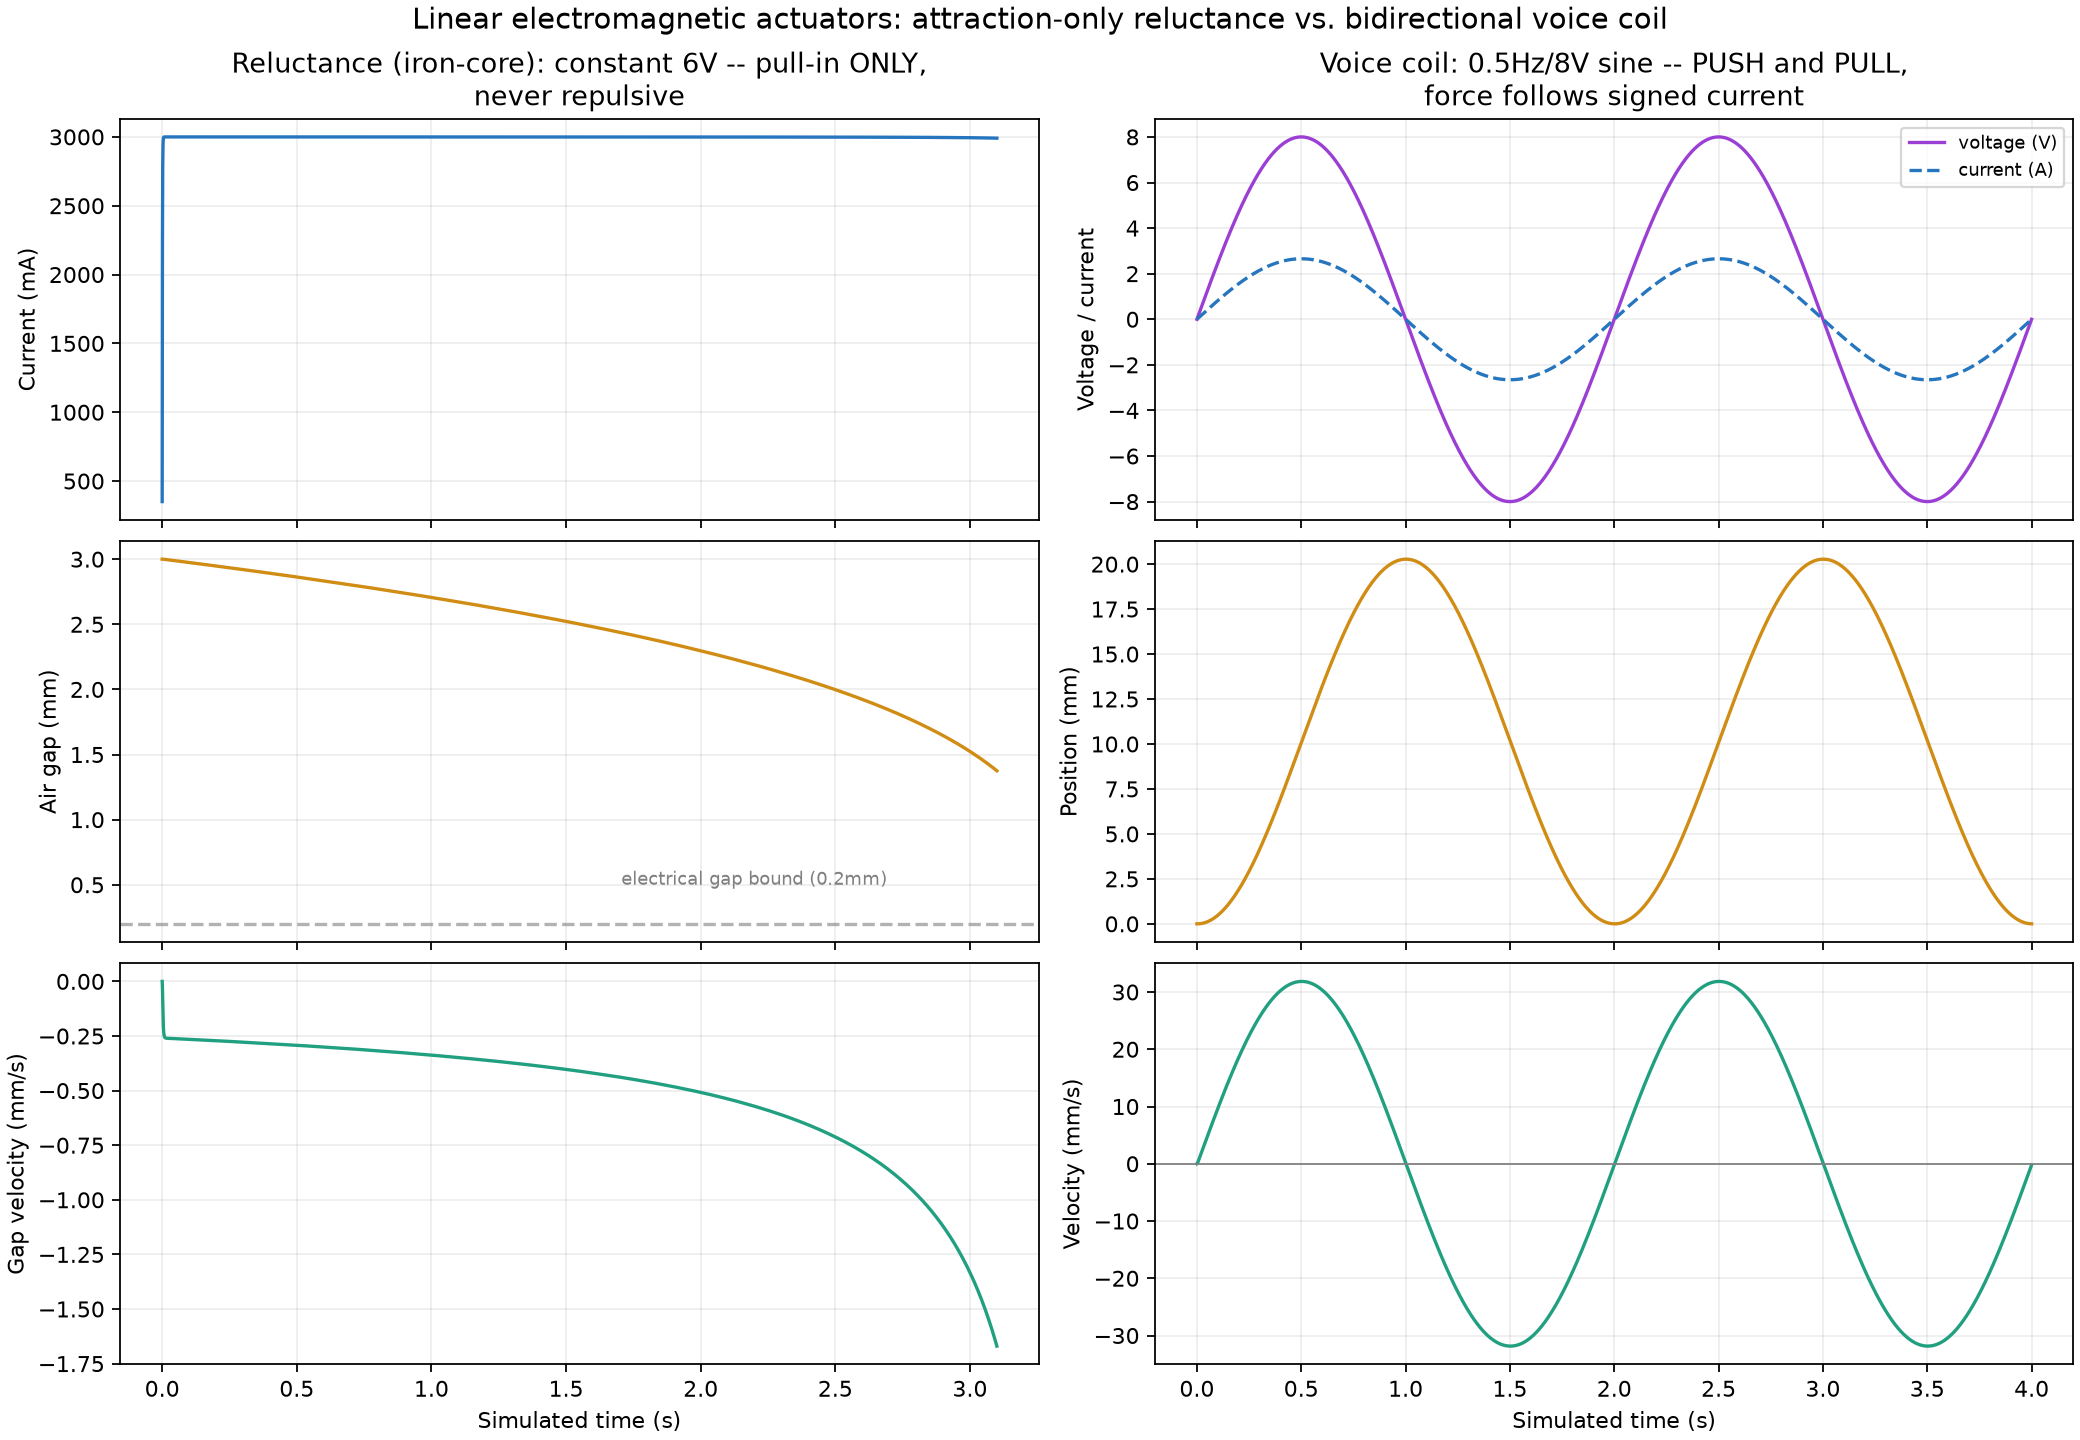 Linear electromagnetic actuators: attraction-only reluctance vs. bidirectional voice coil
Reluctance (iron-core): constant 6V -- pull-in ONLY,
never repulsive
Current (mA)
3000
2500
2000
1500
1000
500
Voice coil: 0.5Hz/8V sine -- PUSH and PULL,
force follows signed current
Voltage / current
8
6
4
2
0
−2
−4
−6
−8
voltage (V)
current (A)
Air gap (mm)
3.0
2.5
2.0
1.5
1.0
0.5
electrical gap bound (0.2mm)
Position (mm)
20.0
17.5
15.0
12.5
10.0
7.5
5.0
2.5
0.0
Gap velocity (mm/s)
0.00
−0.25
−0.50
−0.75
−1.00
−1.25
−1.50
−1.75
0.0 0.5 1.0 1.5 2.0 2.5 3.0
Simulated time (s)
Velocity (mm/s)
30
20
10
0
−10
−20
−30
0.0 0.5 1.0 1.5 2.0 2.5 3.0 3.5 4.0
Simulated time (s)